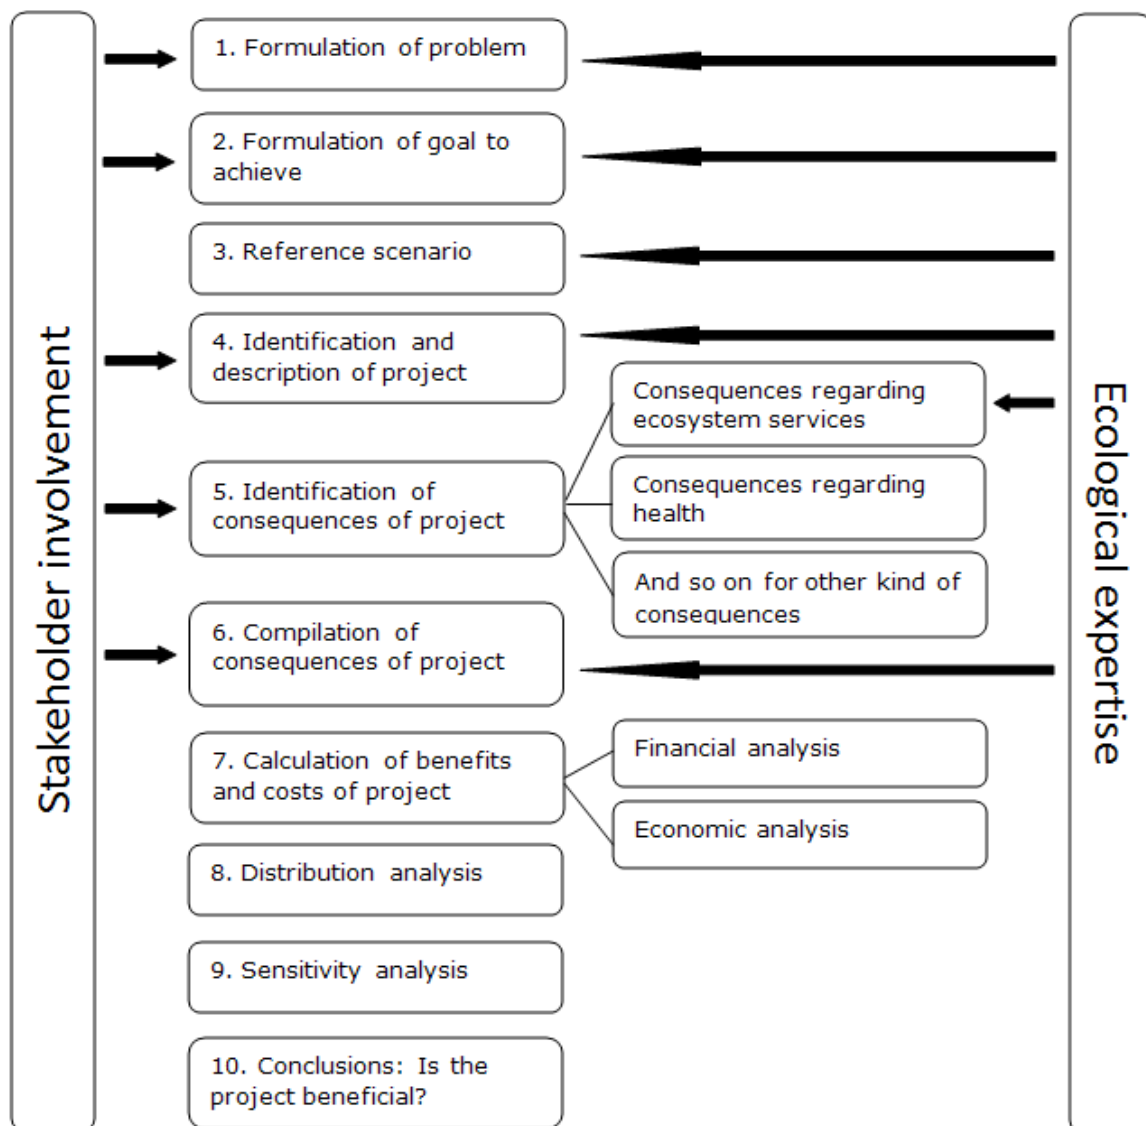 Stakeholder involvement
1. Formulation of problem
2. Formulation of goal to
achieve
3. Reference scenario
4. Identification and
description of project
5. Identification of
consequences of project
Consequences regarding
ecosystem services
Consequences regarding
health
And so on for other kind of
consequences
6. Compilation of
consequences of project
7. Calculation of benefits
and costs of project
Financial analysis
Economic analysis
8. Distribution analysis
9. Sensitivity analysis
10. Conclusions: Is the
project beneficial?
Ecological expertise